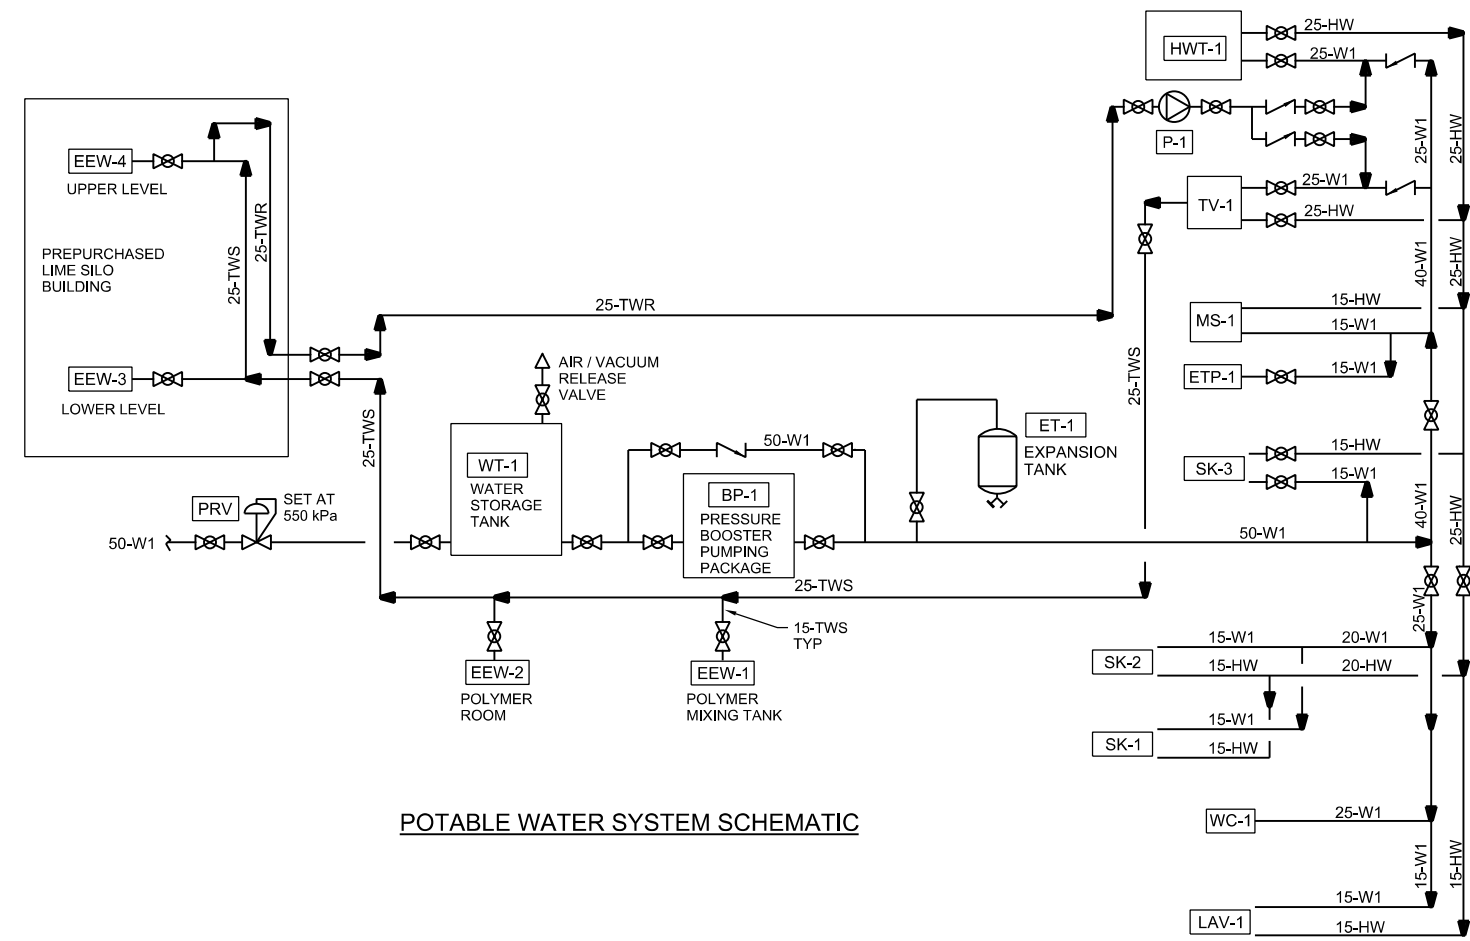 HWT-1
25-HW
25-W1
P-1
25-W1
25-HW
TV-1
25-W1
25-HW
EEW-4
UPPER LEVEL
PREPURCHASED
LIME SILO
BUILDING
25-TWS
25-TWR
EEW-3
LOWER LEVEL
25-TWS
25-TWR
25-TWS
40-W1
25-HW
MS-1
15-HW
15-W1
ETP-1
15-W1
AIR / VACUUM
RELEASE
VALVE
PRV
SET AT
550 kPa
50-W1
WT-1
WATER
STORAGE
TANK
50-W1
BP-1
PRESSURE
BOOSTER
PUMPING
PACKAGE
ET-1
EXPANSION
TANK
SK-3
15-HW
15-W1
50-W1
40-W1
25-HW
25-TWS
15-TWS
TYP
EEW-2
POLYMER
ROOM
EEW-1
POLYMER
MIXING TANK
25-W1
15-W1
20-W1
SK-2
15-HW
20-HW
15-W1
SK-1
15-HW
WC-1
25-W1
15-W1
15-HW
LAV-1
15-W1
15-HW
POTABLE WATER SYSTEM SCHEMATIC